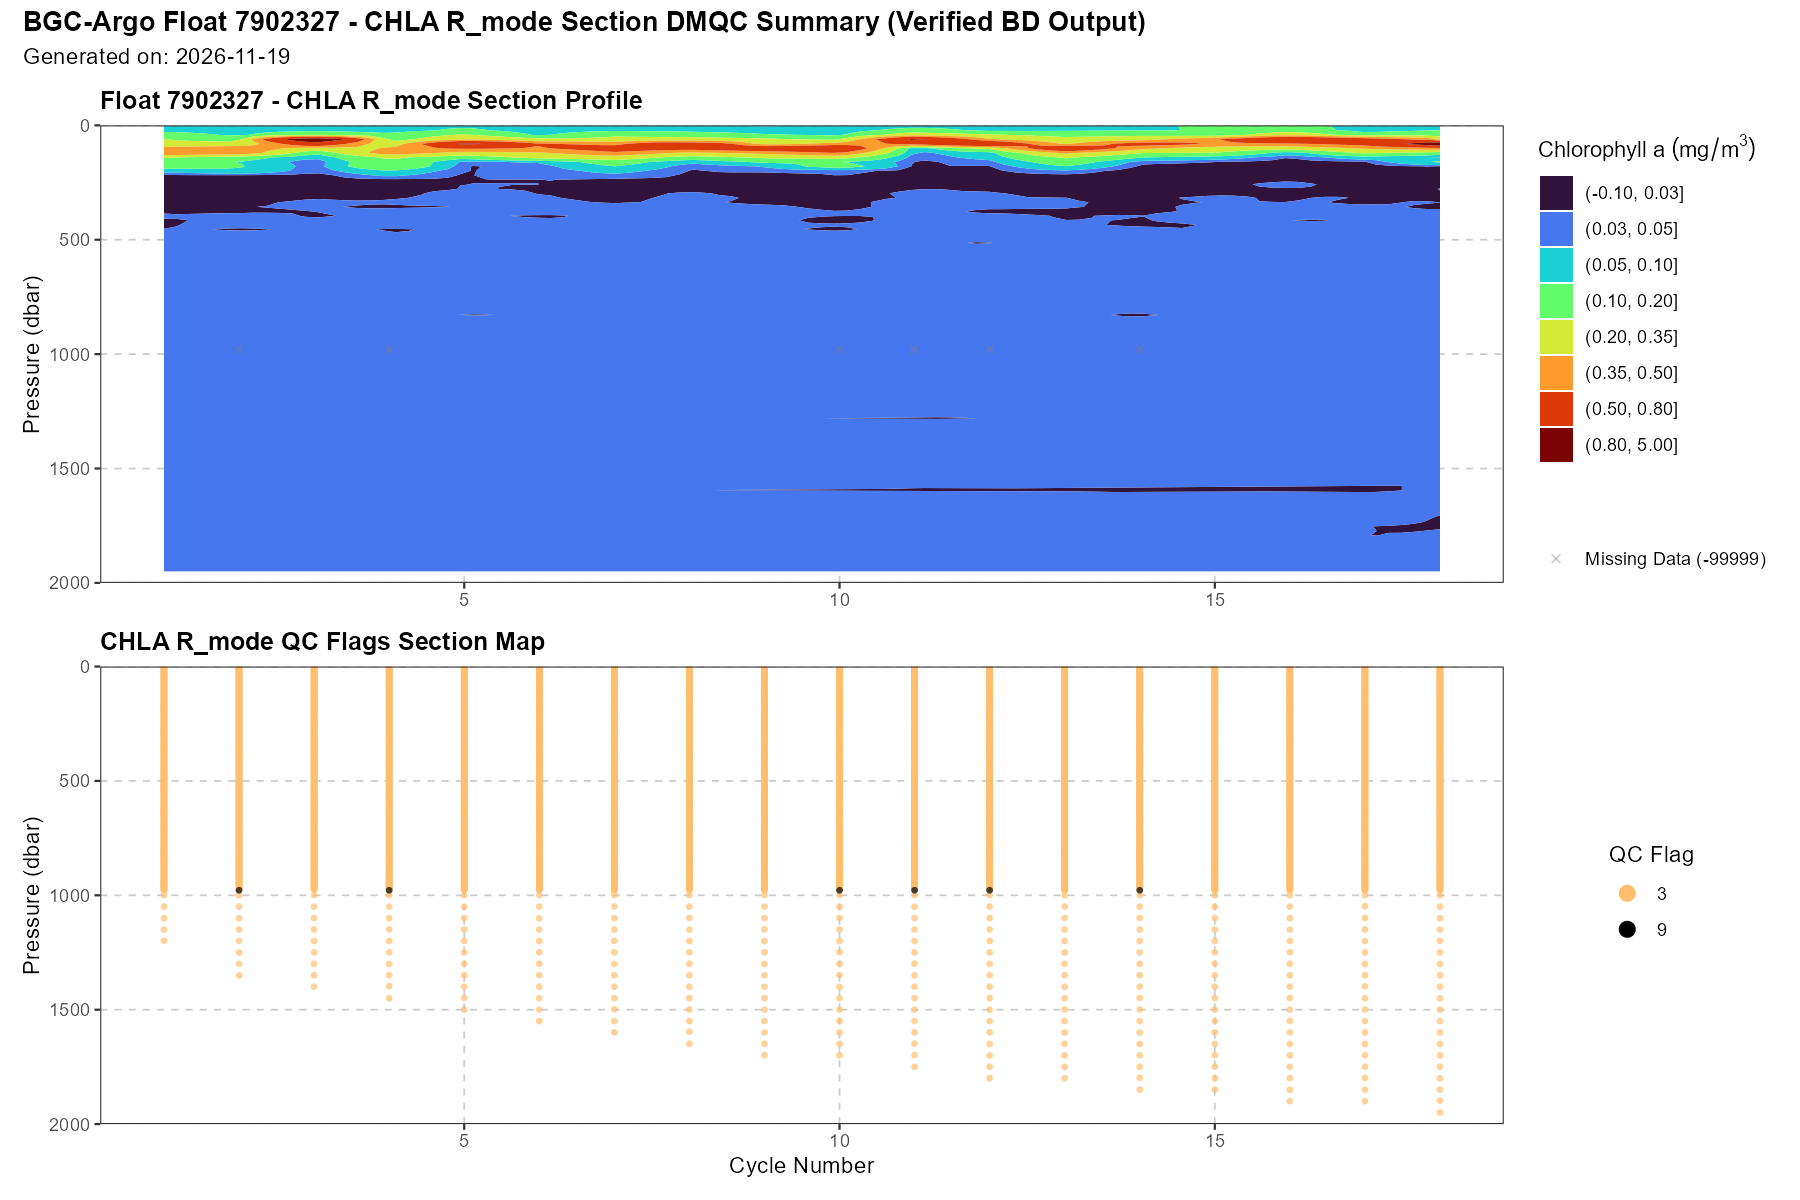 BGC-Argo Float 7902327 - CHLA R_mode Section DMQC Summary (Verified BD Output)
Generated on: 2026-11-19
Float 7902327 - CHLA R_mode Section Profile
Pressure (dbar)
0
500
1000
1500
2000
5
10
15
Chlorophyll a (mg/m³)
(-0.10, 0.03]
(0.03, 0.05]
(0.05, 0.10]
(0.10, 0.20]
(0.20, 0.35]
(0.35, 0.50]
(0.50, 0.80]
(0.80, 5.00]
Missing Data (-99999)
CHLA R_mode QC Flags Section Map
Pressure (dbar)
0
500
1000
1500
2000
5
10
15
Cycle Number
QC Flag
3
9